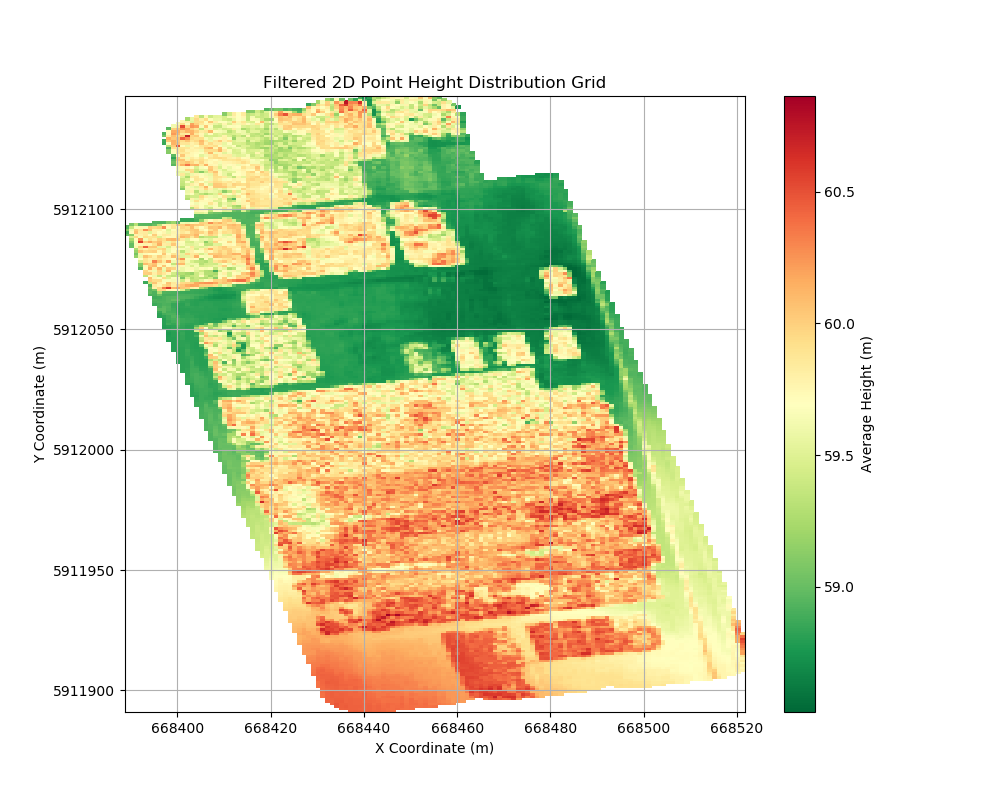 Filtered 2D Point Height Distribution Grid
5912100
5912050
5912000
5911950
5911900
Y Coordinate (m)
668400 668420 668440 668460 668480 668500 668520
X Coordinate (m)
60.5
60.0
59.5
59.0
Average Height (m)